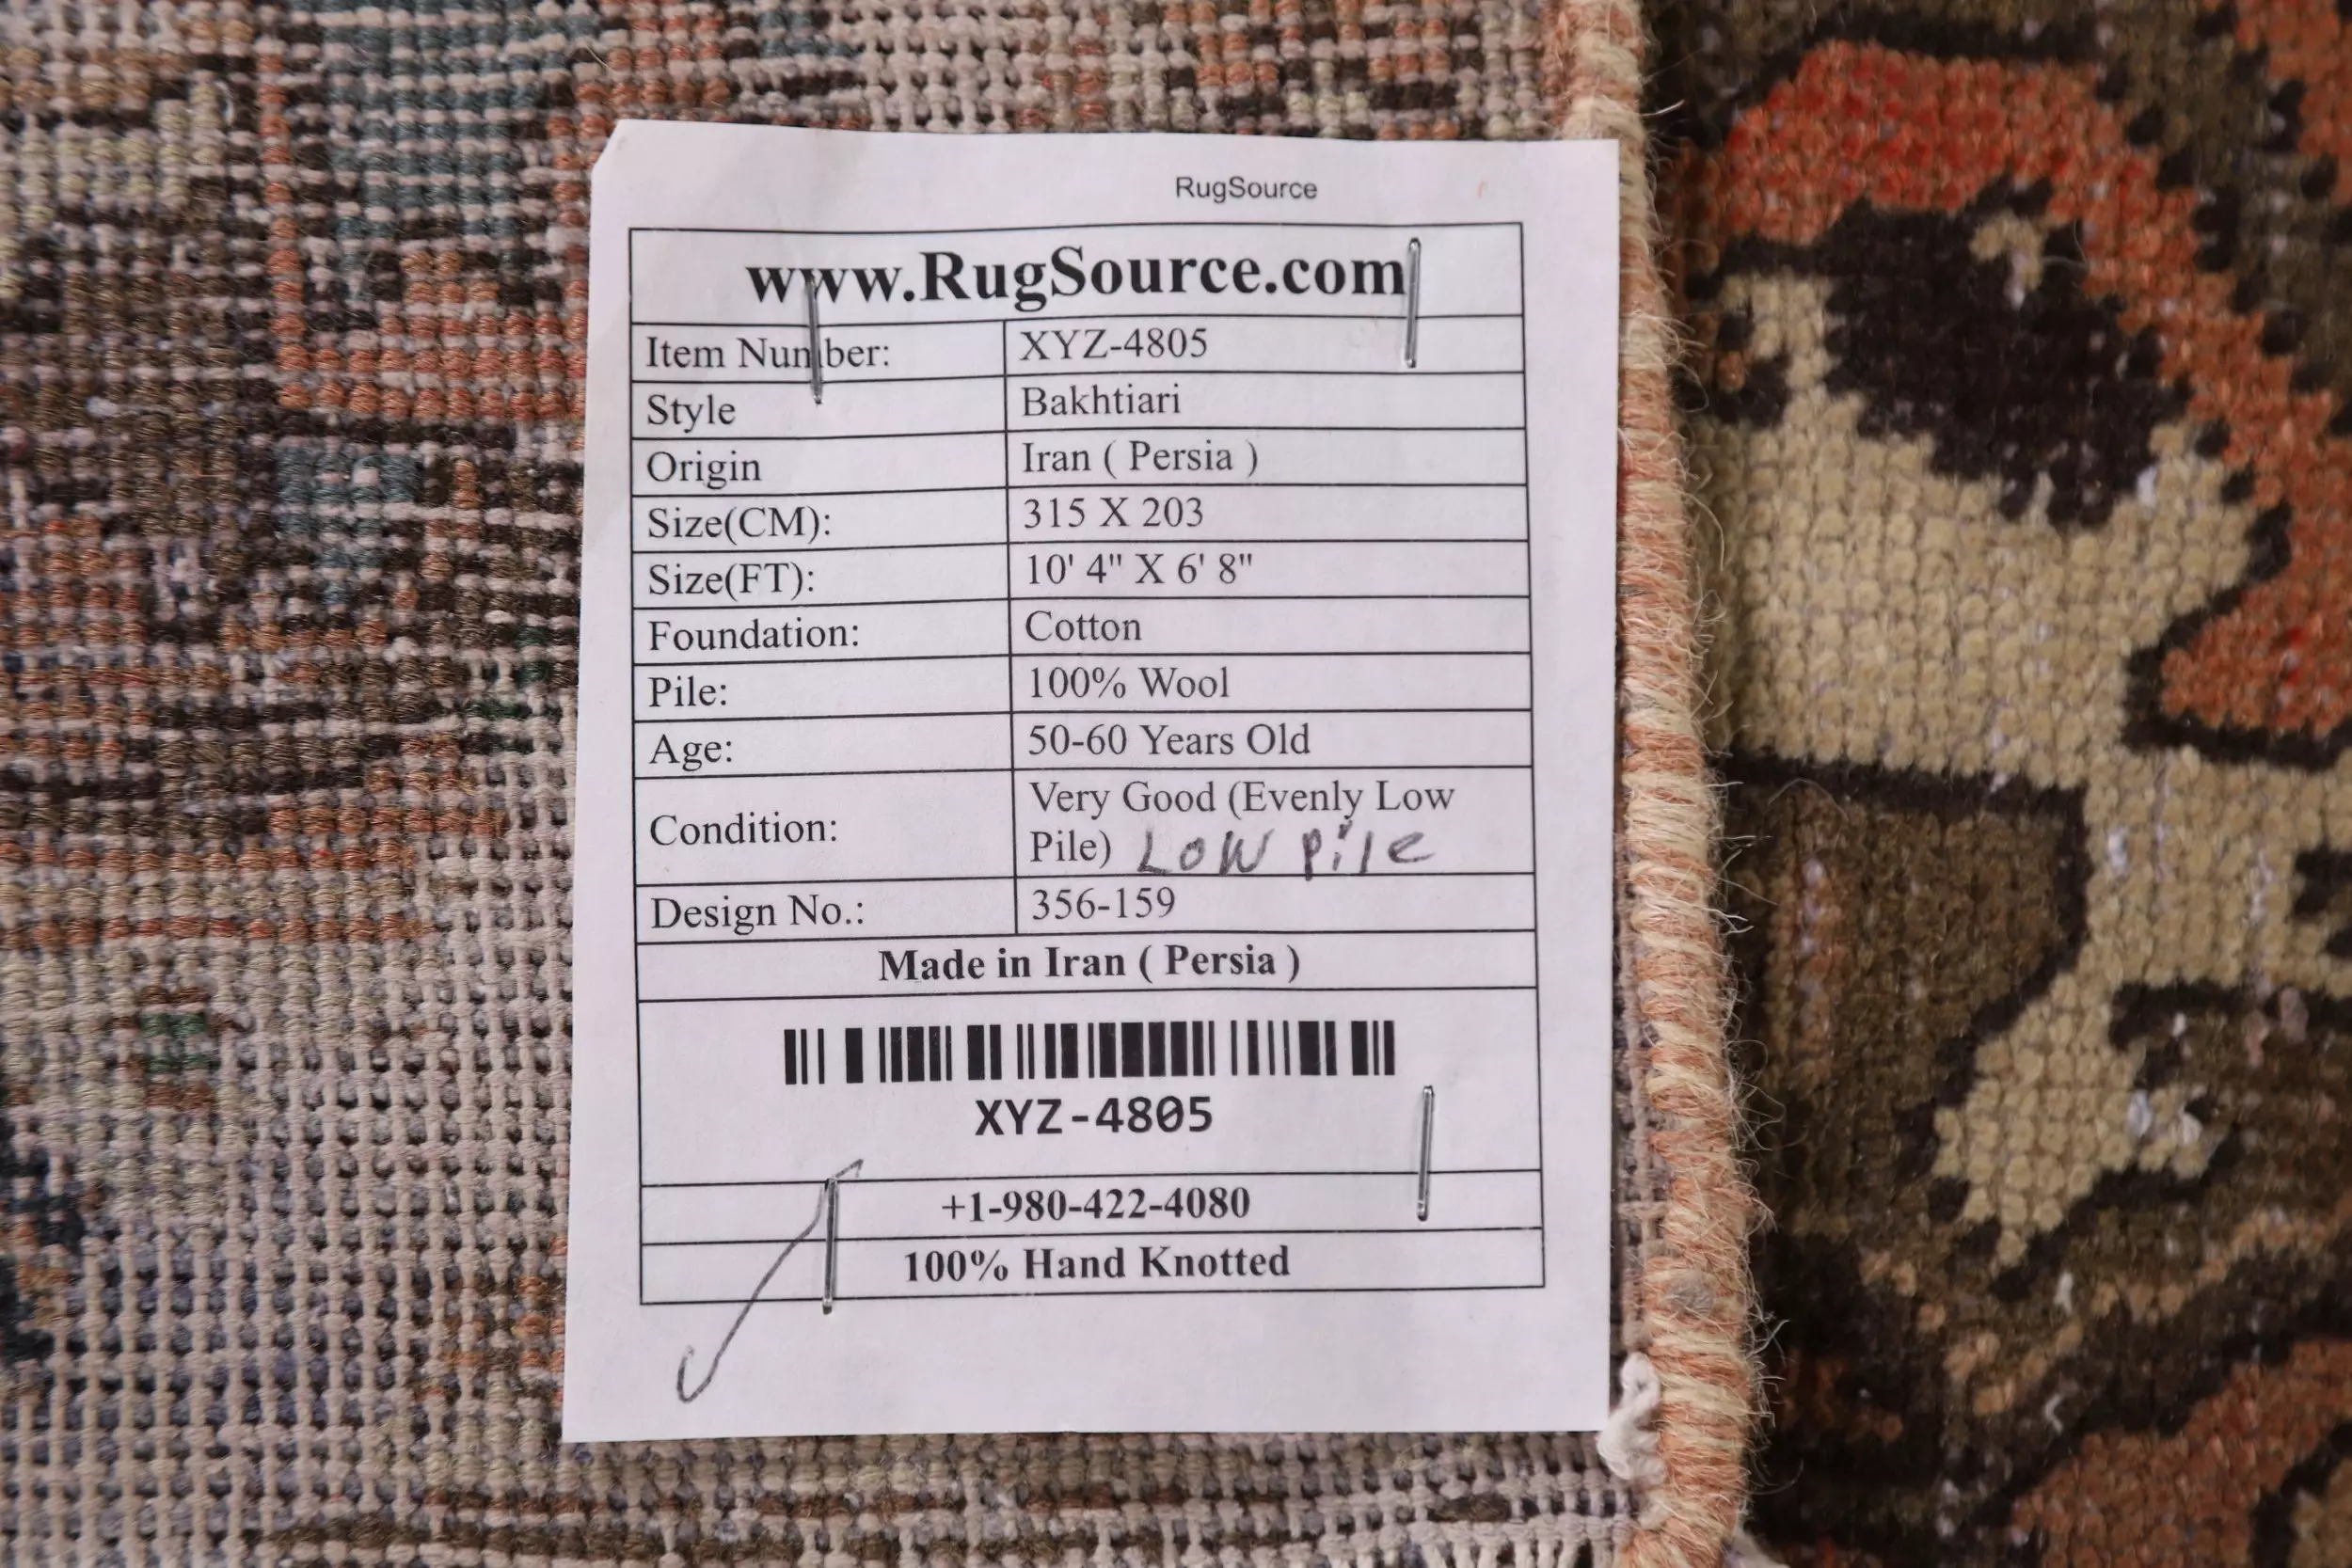 RugSource
www.RugSource.com
Item Number: XYZ-4805
Style Bakhtiari
Origin Iran ( Persia )
Size(CM): 315 X 203
Size(FT): 10' 4" X 6' 8"
Foundation: Cotton
Pile: 100% Wool
Age: 50-60 Years Old
Condition: Very Good (Evenly Low
Pile) Low Pile
Design No.: 356-159
Made in Iran ( Persia )
XYZ-4805
+1-980-422-4080
100% Hand Knotted